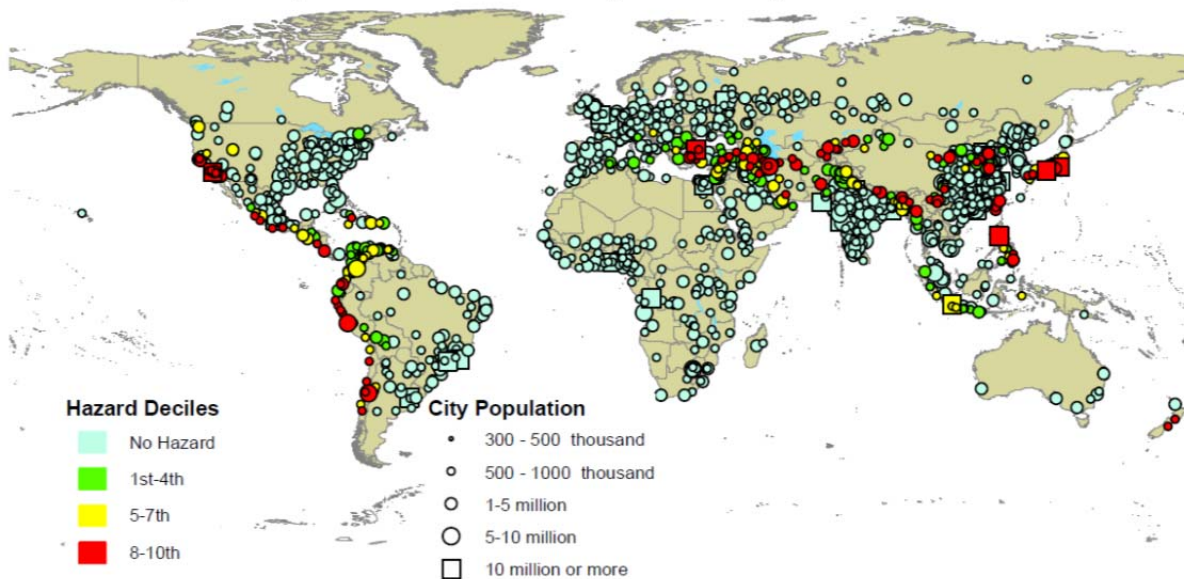 Hazard Deciles
No Hazard
1st-4th
5-7th
8-10th
City Population
300 - 500 thousand
500 - 1000 thousand
1-5 million
5-10 million
10 million or more